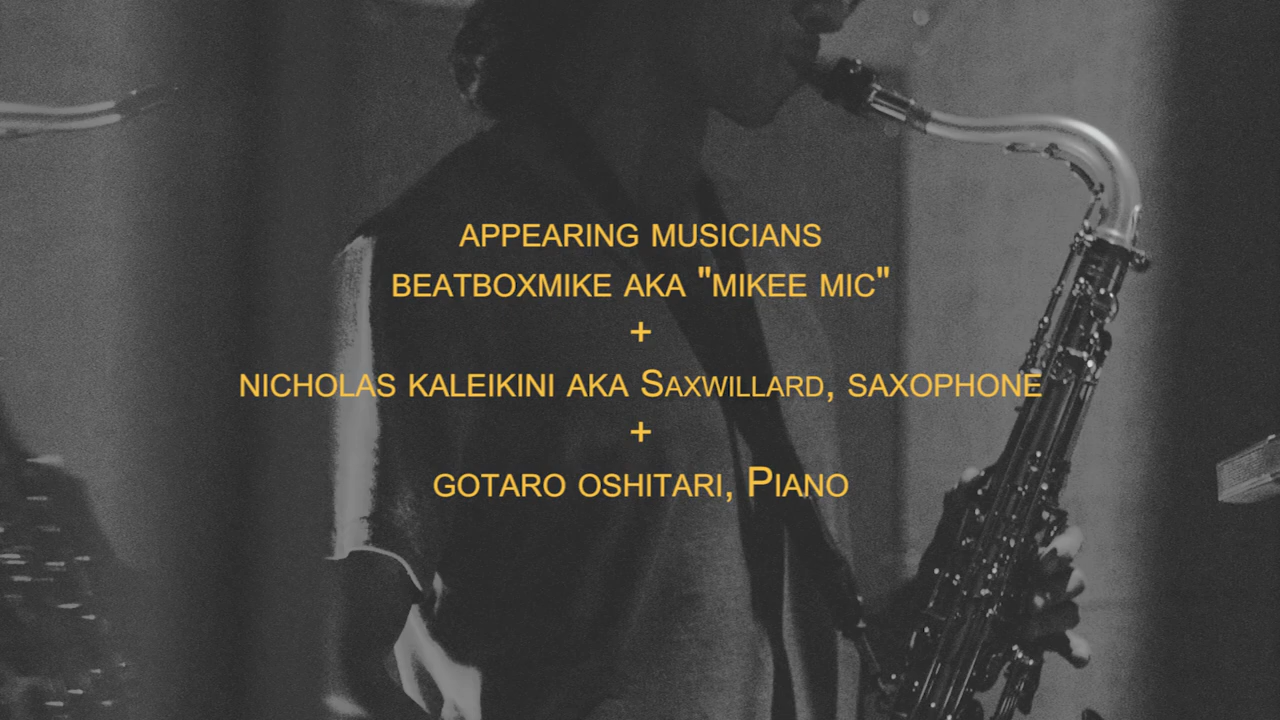 APPEARING MUSICIANS
BEATBOXMIKE AKA "MIKEE MIC"
+
NICHOLAS KALEIKINI AKA SAXWILLARD, SAXOPHONE
+
GOTARO OSHITARI, PIANO